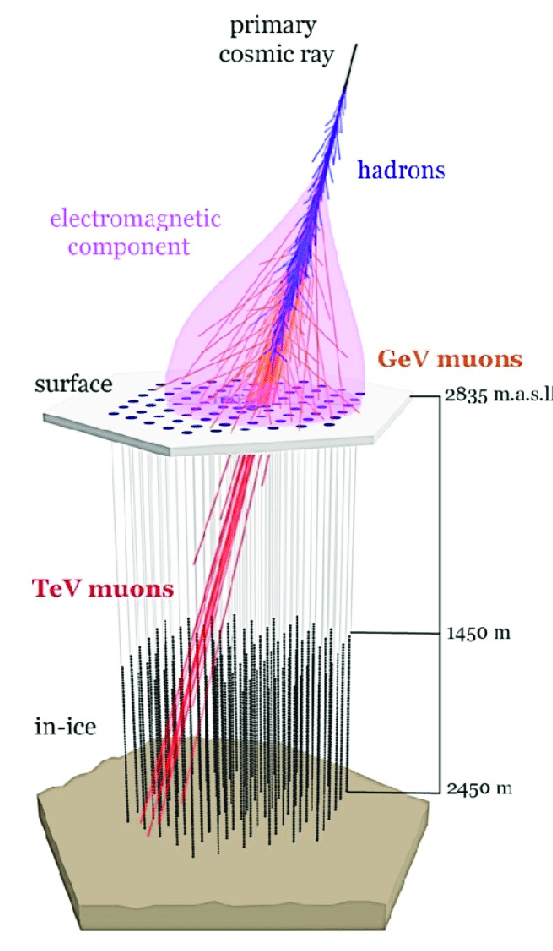 primary
cosmic ray
hadrons
electromagnetic
component
GeV muons
surface
2835 m.a.s.l
TeV muons
1450 m
in-ice
2450 m